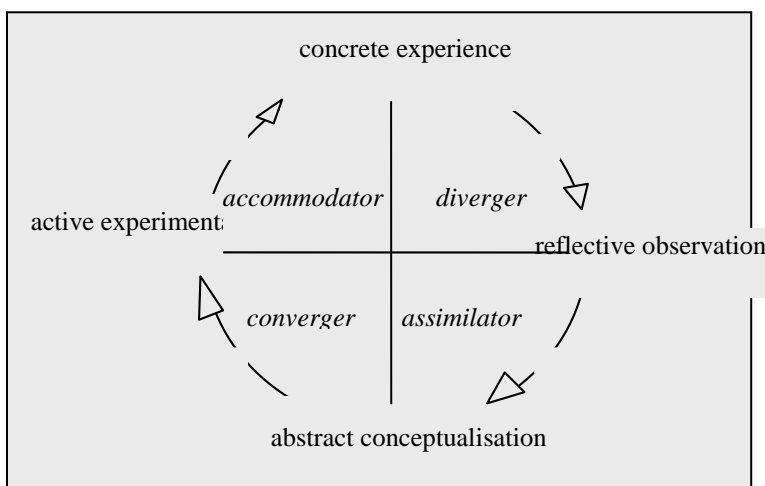 concrete experience
accommodator
diverger
active experiment
reflective observation
converger
assimilator
abstract conceptualisation